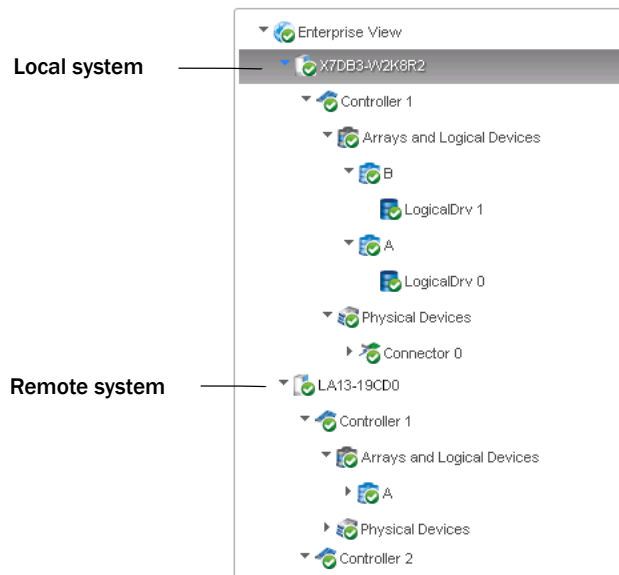 Enterprise View
Local system
X7DB3-W2K8R2
Controller 1
Arrays and Logical Devices
B
LogicalDrv 1
A
LogicalDrv 0
Physical Devices
Connector 0
Remote system
LA13-19CD0
Controller 1
Arrays and Logical Devices
A
Physical Devices
Controller 2